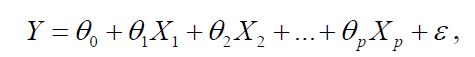 Y = θ₀ + θ₁X₁ + θ₂X₂ + ... + θₚXₚ + ε ,